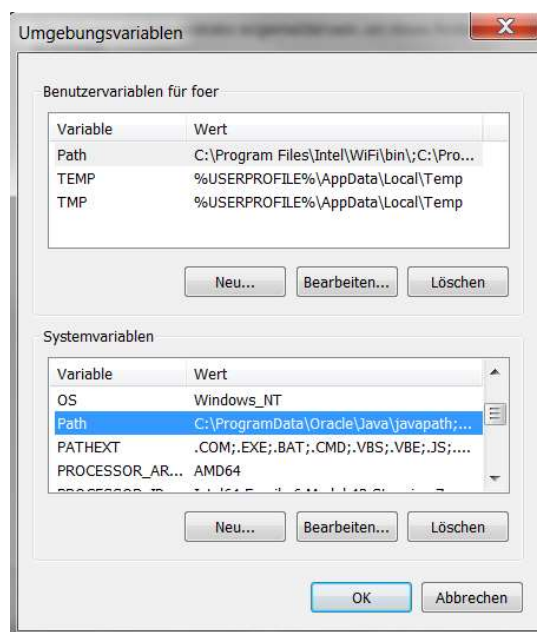 Umgebungsvariablen
Benutzervariablen für foer
Variable Wert
Path C:\Program Files\Intel\WiFi\bin\;C:\Pro...
TEMP %USERPROFILE%\AppData\Local\Temp
TMP %USERPROFILE%\AppData\Local\Temp
Neu... Bearbeiten... Löschen
Systemvariablen
Variable Wert
OS Windows_NT
Path C:\ProgramData\Oracle\Java\javapath;...
PATHEXT .COM;.EXE;.BAT;.CMD;.VBS;.VBE;.JS;....
PROCESSOR_AR... AMD64
Neu... Bearbeiten... Löschen
OK Abbrechen